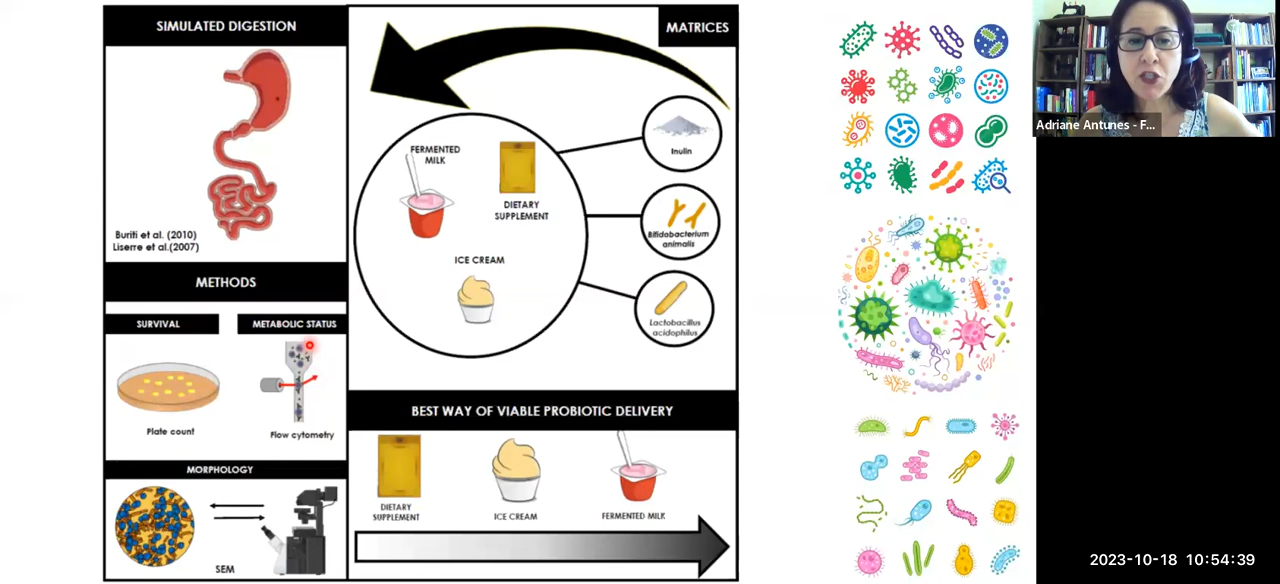 SIMULATED DIGESTION
Buriti et al. (2010)
Liserre et al.(2007)
METHODS
SURVIVAL
METABOLIC STATUS
Plate count
Flow cytometry
MORPHOLOGY
SEM
MATRICES
FERMENTED
MILK
DIETARY
SUPPLEMENT
ICE CREAM
Inulin
Bifidobacterium
animalis
Lactobacillus
acidophilus
BEST WAY OF VIABLE PROBIOTIC DELIVERY
DIETARY
SUPPLEMENT
ICE CREAM
FERMENTED MILK
Adriane Antunes - F...
2023-10-18 10:54:39